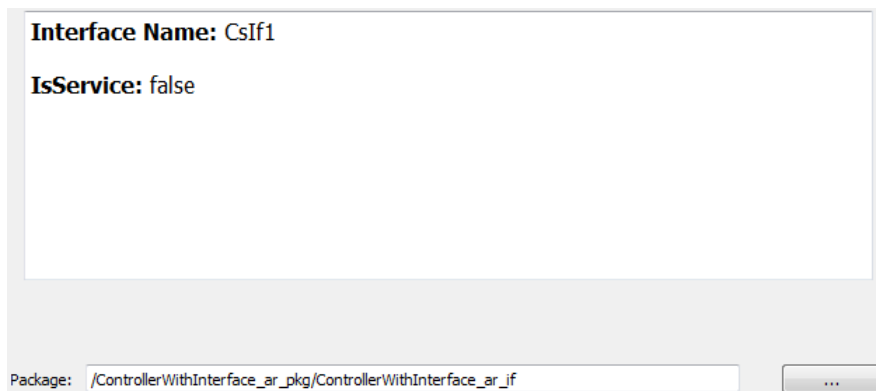 Interface Name: CsIf1
IsService: false
Package: /ControllerWithInterface_ar_pkg/ControllerWithInterface_ar_if ...